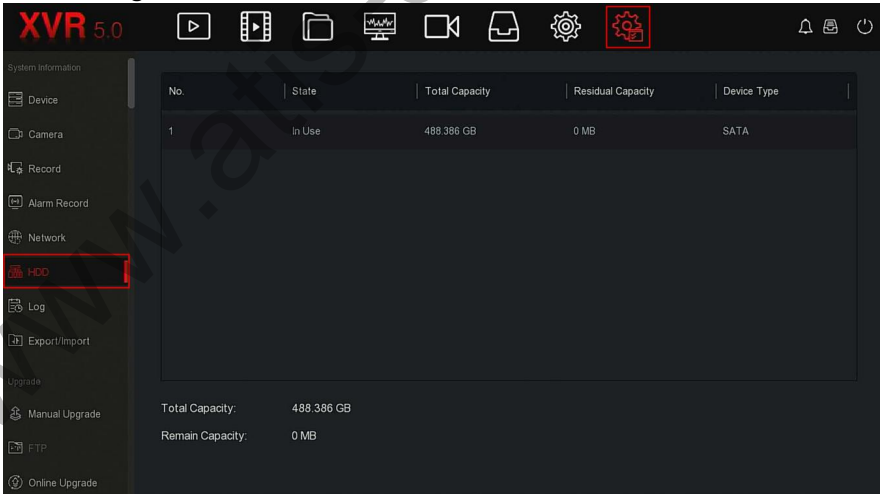 XVR 5.0
System Information
Device
Camera
Record
Alarm Record
Network
HDD
Log
Export/Import
Upgrade
Manual Upgrade
FTP
Online Upgrade
No. State Total Capacity Residual Capacity Device Type
1 In Use 488.386 GB 0 MB SATA
Total Capacity: 488.386 GB
Remain Capacity: 0 MB